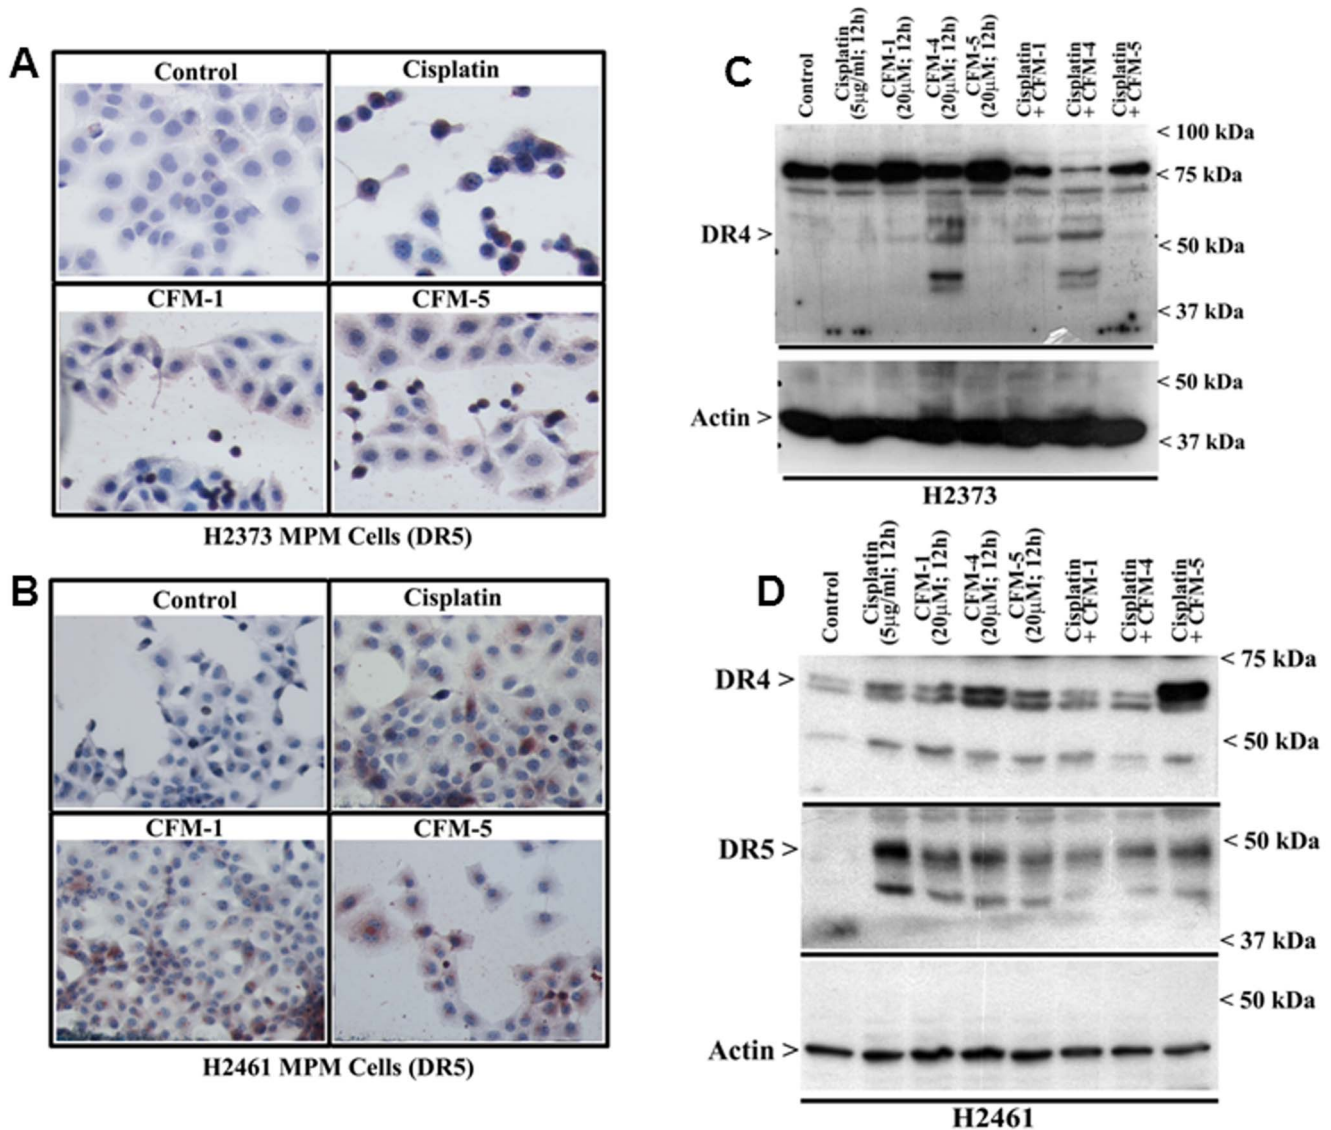 A
Control
Cisplatin
CFM-1
CFM-5
H2373 MPM Cells (DR5)
B
Control
Cisplatin
CFM-1
CFM-5
H2461 MPM Cells (DR5)
C
Control
Cisplatin
(5µg/ml; 12h)
CFM-1
(20µM; 12h)
CFM-4
(20µM; 12h)
CFM-5
(20µM; 12h)
Cisplatin
+ CFM-1
Cisplatin
+ CFM-4
Cisplatin
+ CFM-5
< 100 kDa
< 75 kDa
DR4 >
< 50 kDa
< 37 kDa
< 50 kDa
Actin >
< 37 kDa
H2373
D
Control
Cisplatin
(5µg/ml; 12h)
CFM-1
(20µM; 12h)
CFM-4
(20µM; 12h)
CFM-5
(20µM; 12h)
Cisplatin
+ CFM-1
Cisplatin
+ CFM-4
Cisplatin
+ CFM-5
< 75 kDa
DR4 >
< 50 kDa
< 50 kDa
DR5 >
< 37 kDa
< 50 kDa
Actin >
H2461